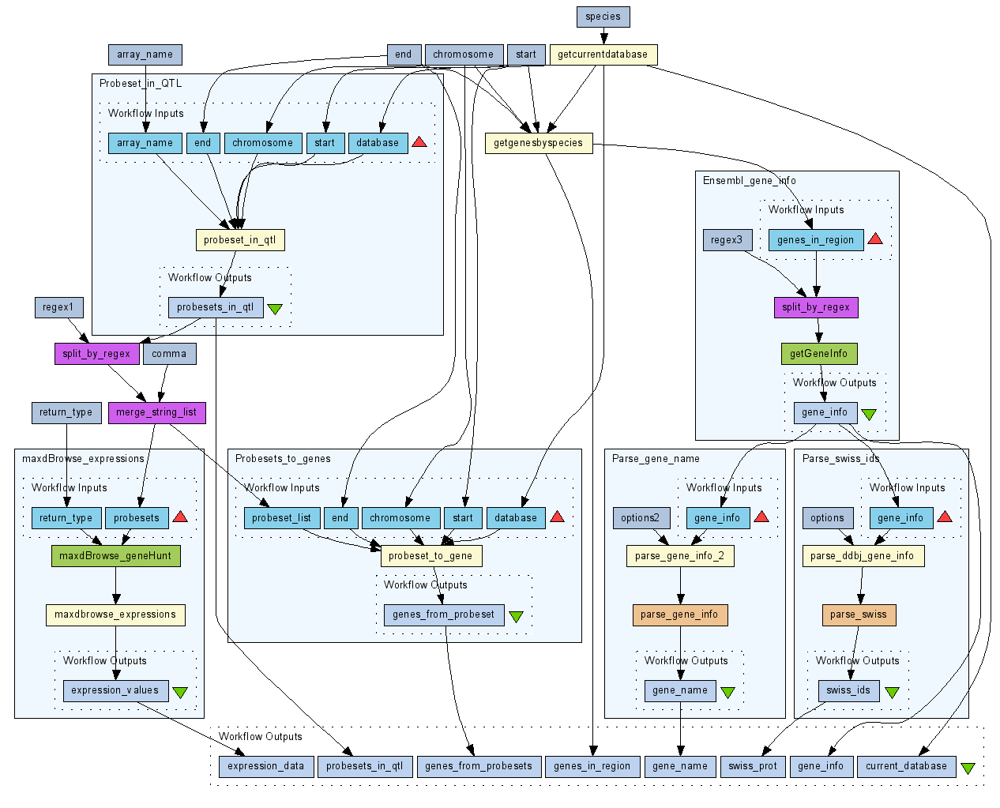 species
array_name
end
chromosome
start
getcurrentdatabase
Probeset_in_QTL
Workflow Inputs
array_name
end
chromosome
start
database
getgenesbyspecies
Ensembl_gene_info
Workflow Inputs
regex3
genes_in_region
probeset_in_qtl
Workflow Outputs
probesets_in_qtl
regex1
split_by_regex
split_by_regex
comma
getGeneInfo
Workflow Outputs
return_type
merge_string_list
gene_info
maxdBrowse_expressions
Probesets_to_genes
Parse_gene_name
Parse_swiss_ids
Workflow Inputs
Workflow Inputs
Workflow Inputs
Workflow Inputs
return_type
probesets
probeset_list
end
chromosome
start
database
options2
gene_info
options
gene_info
maxdBrowse_geneHunt
probeset_to_gene
parse_gene_info_2
parse_ddbj_gene_info
Workflow Outputs
maxdbrowse_expressions
genes_from_probeset
parse_gene_info
parse_swiss
Workflow Outputs
Workflow Outputs
Workflow Outputs
expression_values
gene_name
swiss_ids
Workflow Outputs
expression_data
probesets_in_qtl
genes_from_probesets
genes_in_region
gene_name
swiss_prot
gene_info
current_database